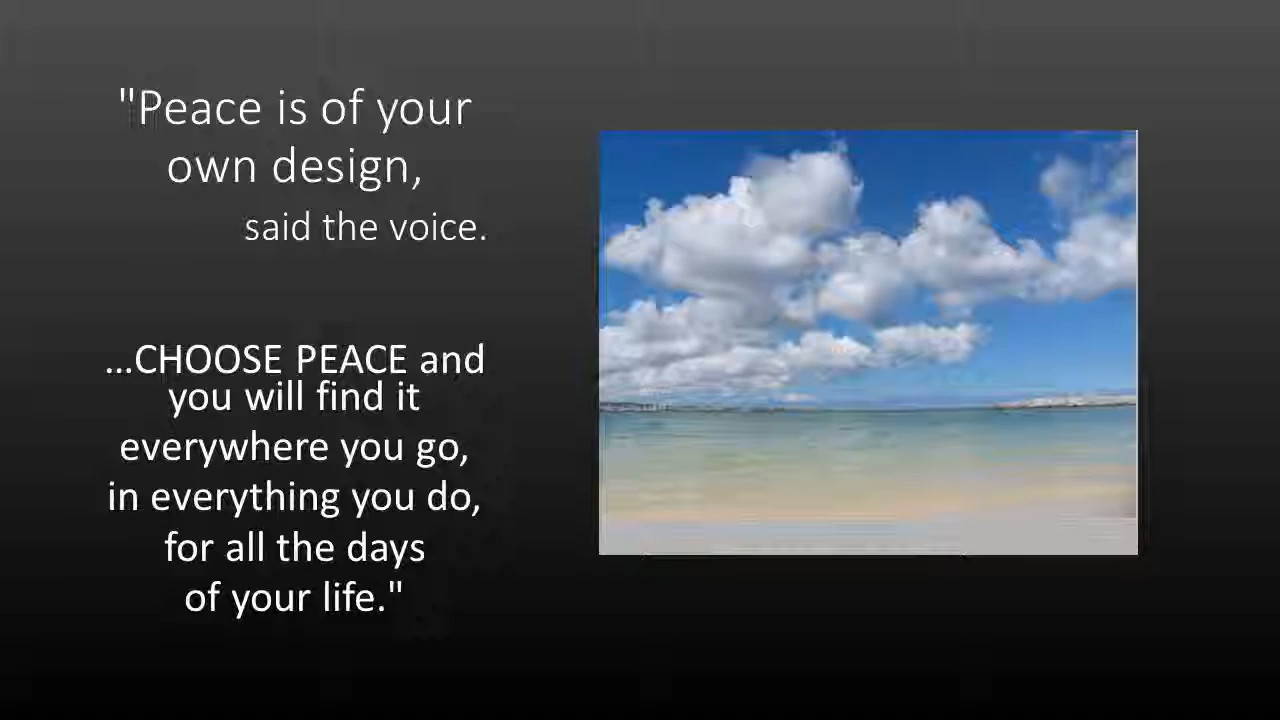 "Peace is of your
own design,
said the voice.
...CHOOSE PEACE and
you will find it
everywhere you go,
in everything you do,
for all the days
of your life."